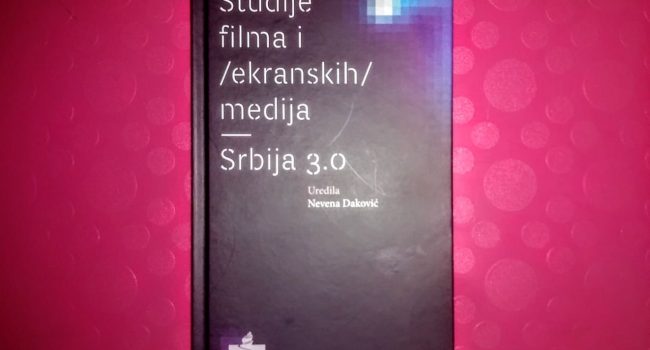 Studije
filma i
/ekranskih/
medija
—
Srbija 3.0
Uredila
Nevena Daković